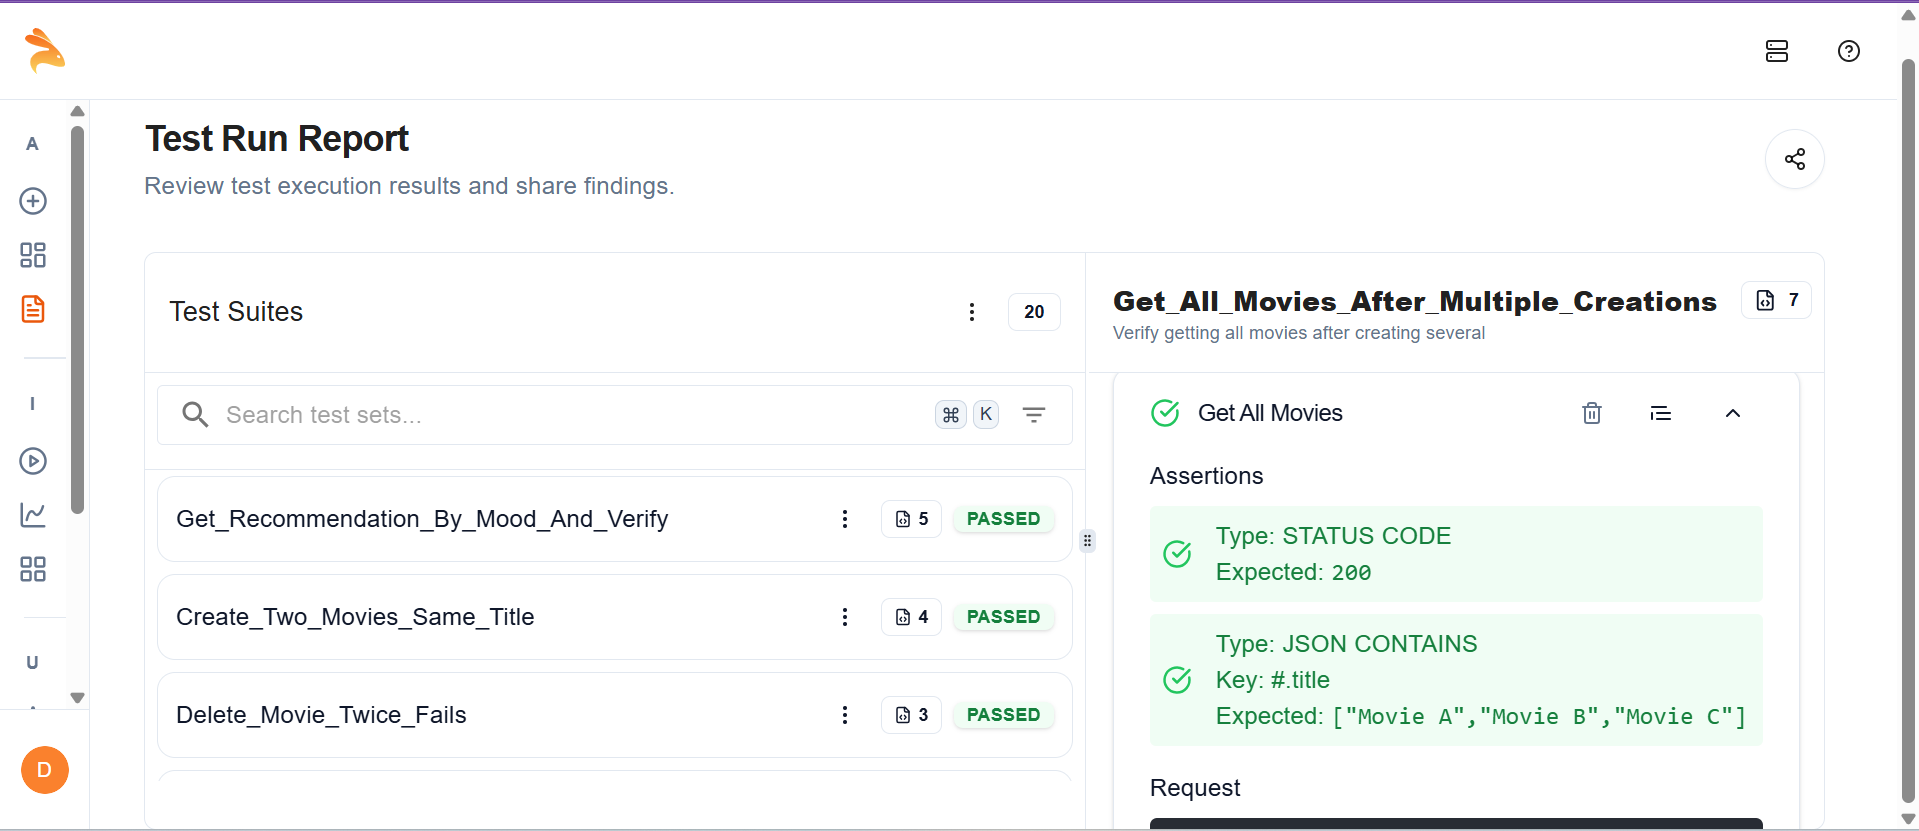 Test Run Report
Review test execution results and share findings.
A
I
U
D
Test Suites
20
Search test sets...
⌘ K
Get_Recommendation_By_Mood_And_Verify
5
PASSED
Create_Two_Movies_Same_Title
4
PASSED
Delete_Movie_Twice_Fails
3
PASSED
Get_All_Movies_After_Multiple_Creations
7
Verify getting all movies after creating several
Get All Movies
Assertions
Type: STATUS CODE
Expected: 200
Type: JSON CONTAINS
Key: #.title
Expected: ["Movie A","Movie B","Movie C"]
Request